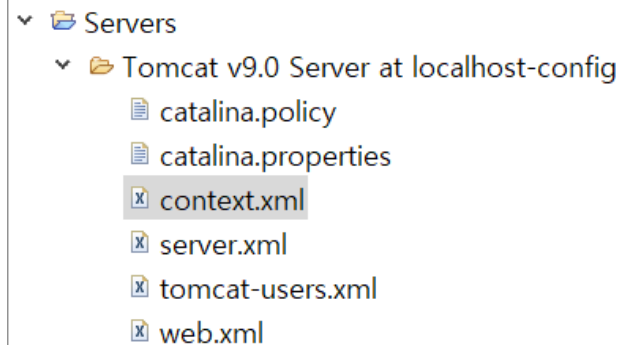 Servers
Tomcat v9.0 Server at localhost-config
catalina.policy
catalina.properties
context.xml
server.xml
tomcat-users.xml
web.xml